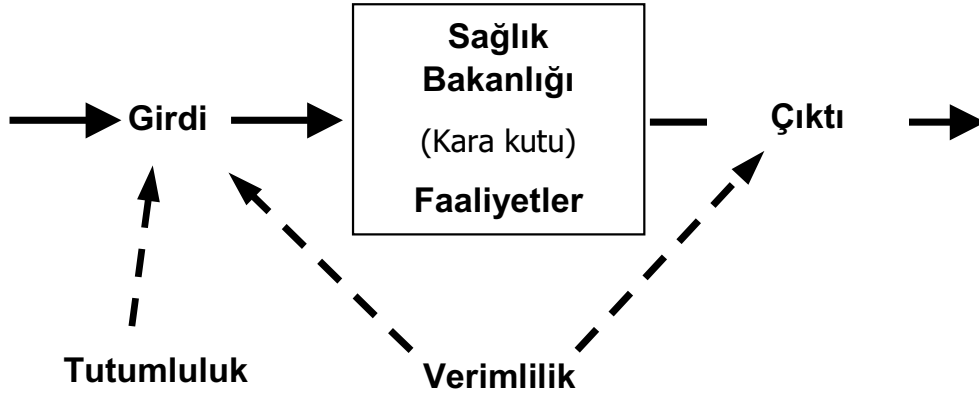 Sağlık
Bakanlığı
Girdi
(Kara kutu)
Çıktı
Faaliyetler
Tutumluluk
Verimlilik